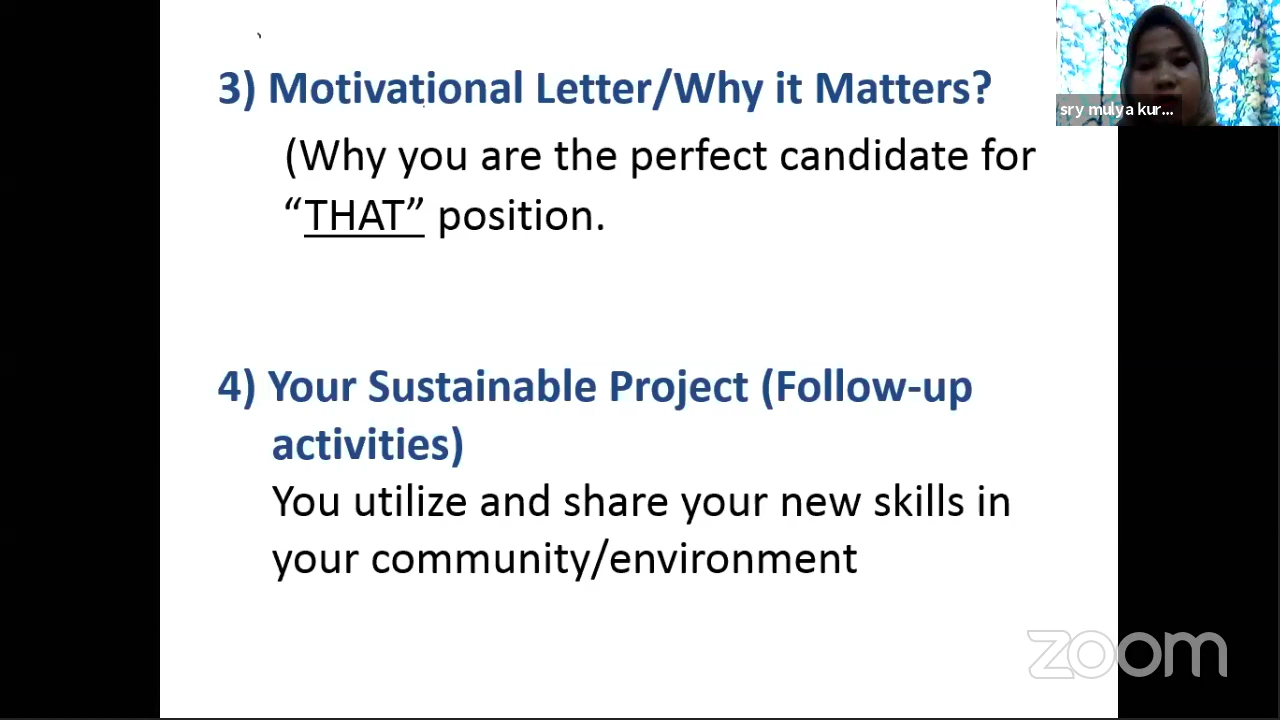 3) Motivational Letter/Why it Matters?
(Why you are the perfect candidate for
“THAT” position.
4) Your Sustainable Project (Follow-up
activities)
You utilize and share your new skills in
your community/environment
sry mulya kur...
zoom